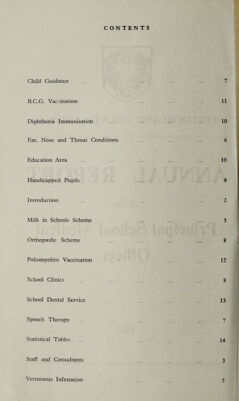 CONTENTS
Child Guidance ... ... ... ... 7
B.C.G. Vaccination ... ... ... 11
Diphtheria Immunisation ... ... ... 10
Ear, Nose and Throat Conditions ... ... ... 6
Education Area ... ... ... ... 10
Handicapped Pupils ... ... ... 9
Introduction ... ... ... ... 2
Milk in Schools Scheme ... ... ... 5
Orthopædic Scheme ... ... ... 8
Poliomyelitis Vaccination ... ... ... 12
School Clinics ... ... ... ... 8
School Dental Service ... ... ... 13
Speech Therapy ... ... ... ... 7
Statistical Tables ... ... ... ... 14
Staff and Consultants ... ... ... 3
Verminous Infestation ... ... ... 5